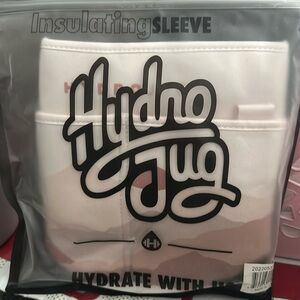 Insulating SLEEVE
Hydro
Jug
H
HYDRATE WITH